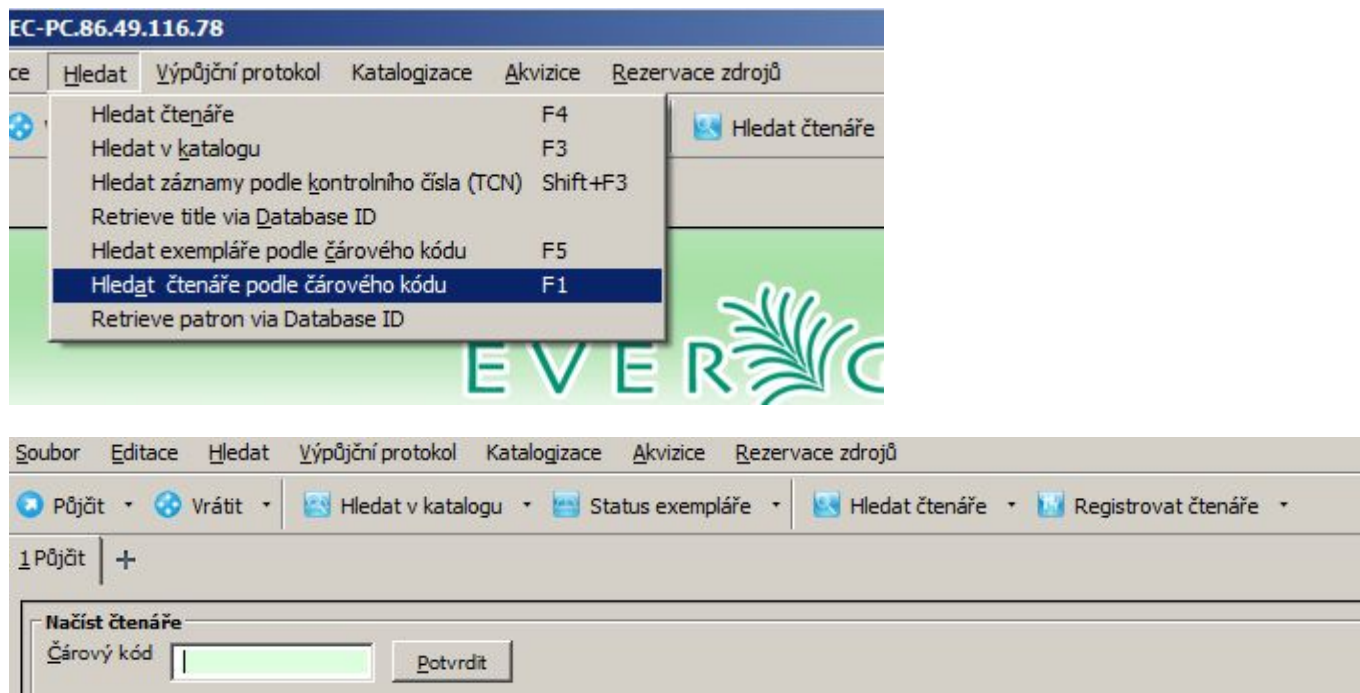 EC-PC.86.49.116.78
ce Hledat Výpůjční protokol Katalogizace Akvizice Rezervace zdrojů
Hledat čtenáře F4
Hledat čtenáře
Hledat v katalogu F3
Hledat záznamy podle kontrolního čísla (TCN) Shift+F3
Retrieve title via Database ID
Hledat exempláře podle čárového kódu F5
Hledat čtenáře podle čárového kódu F1
Retrieve patron via Database ID
EVERG
Soubor Editace Hledat Výpůjční protokol Katalogizace Akvizice Rezervace zdrojů
Půjčit Vrátit Hledat v katalogu Status exempláře Hledat čtenáře Registrovat čtenáře
1 Půjčit +
Načíst čtenáře
Čárový kód Potvrdit